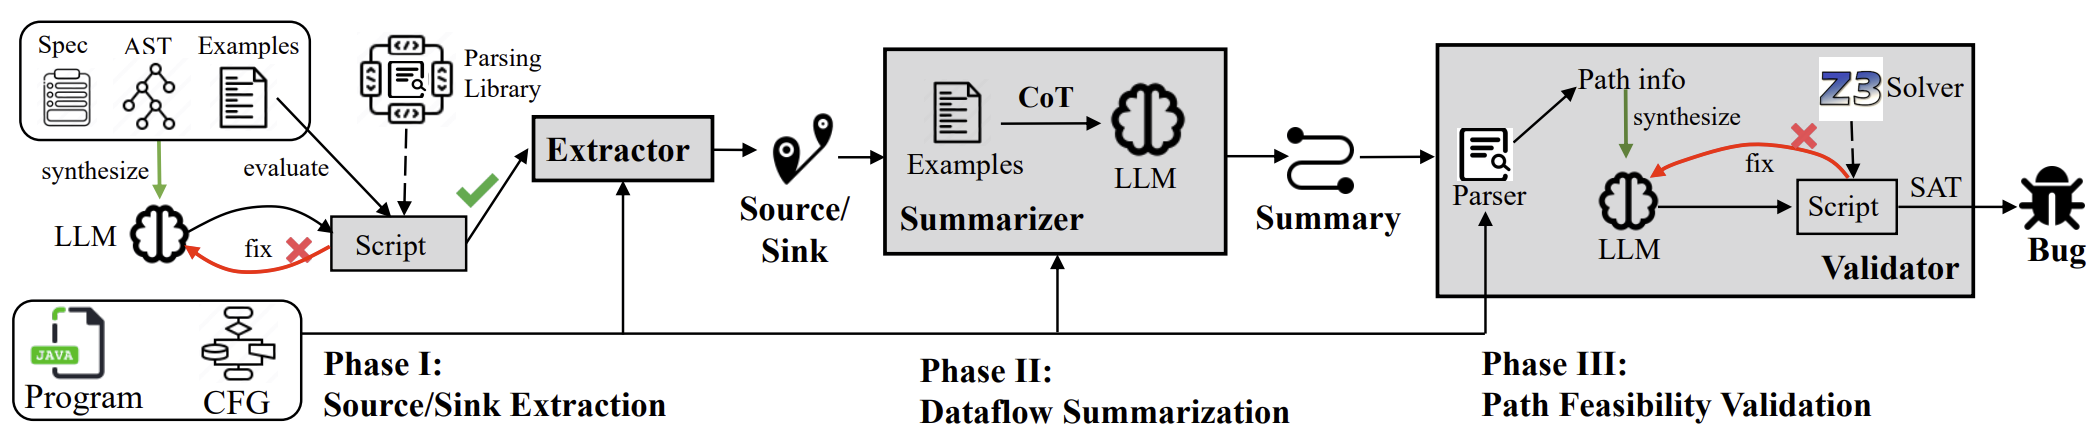 Spec
AST
Examples
Parsing
Library
synthesize
evaluate
LLM
fix
Script
Extractor
Source/
Sink
Examples
CoT
LLM
Summarizer
Summary
Path info
synthesize
Z3
Solver
fix
Parser
LLM
Script
SAT
Validator
Bug
JAVA
Program
CFG
Phase I:
Source/Sink Extraction
Phase II:
Dataflow Summarization
Phase III:
Path Feasibility Validation